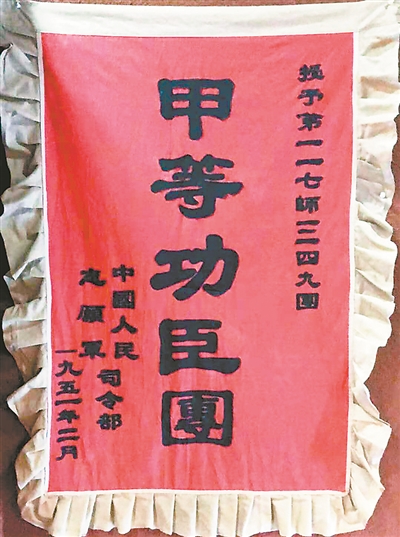 授予第一一七師三四九團
甲等功臣團
中國人民
志願軍
司令部
一九五一年二月